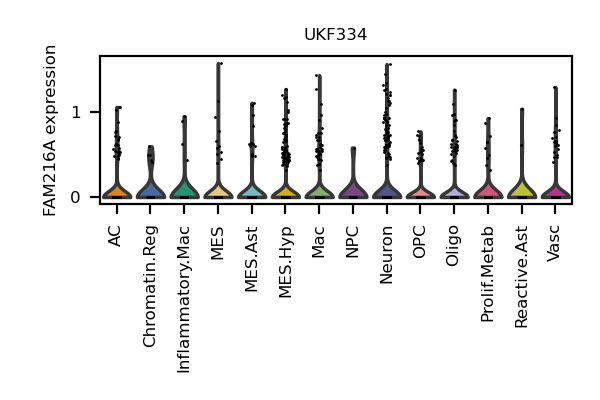 UKF334
FAM216A expression
1
0
AC
Chromatin.Reg
Inflammatory.Mac
MES
MES.Ast
MES.Hyp
Mac
NPC
Neuron
OPC
Oligo
Prolif.Metab
Reactive.Ast
Vasc